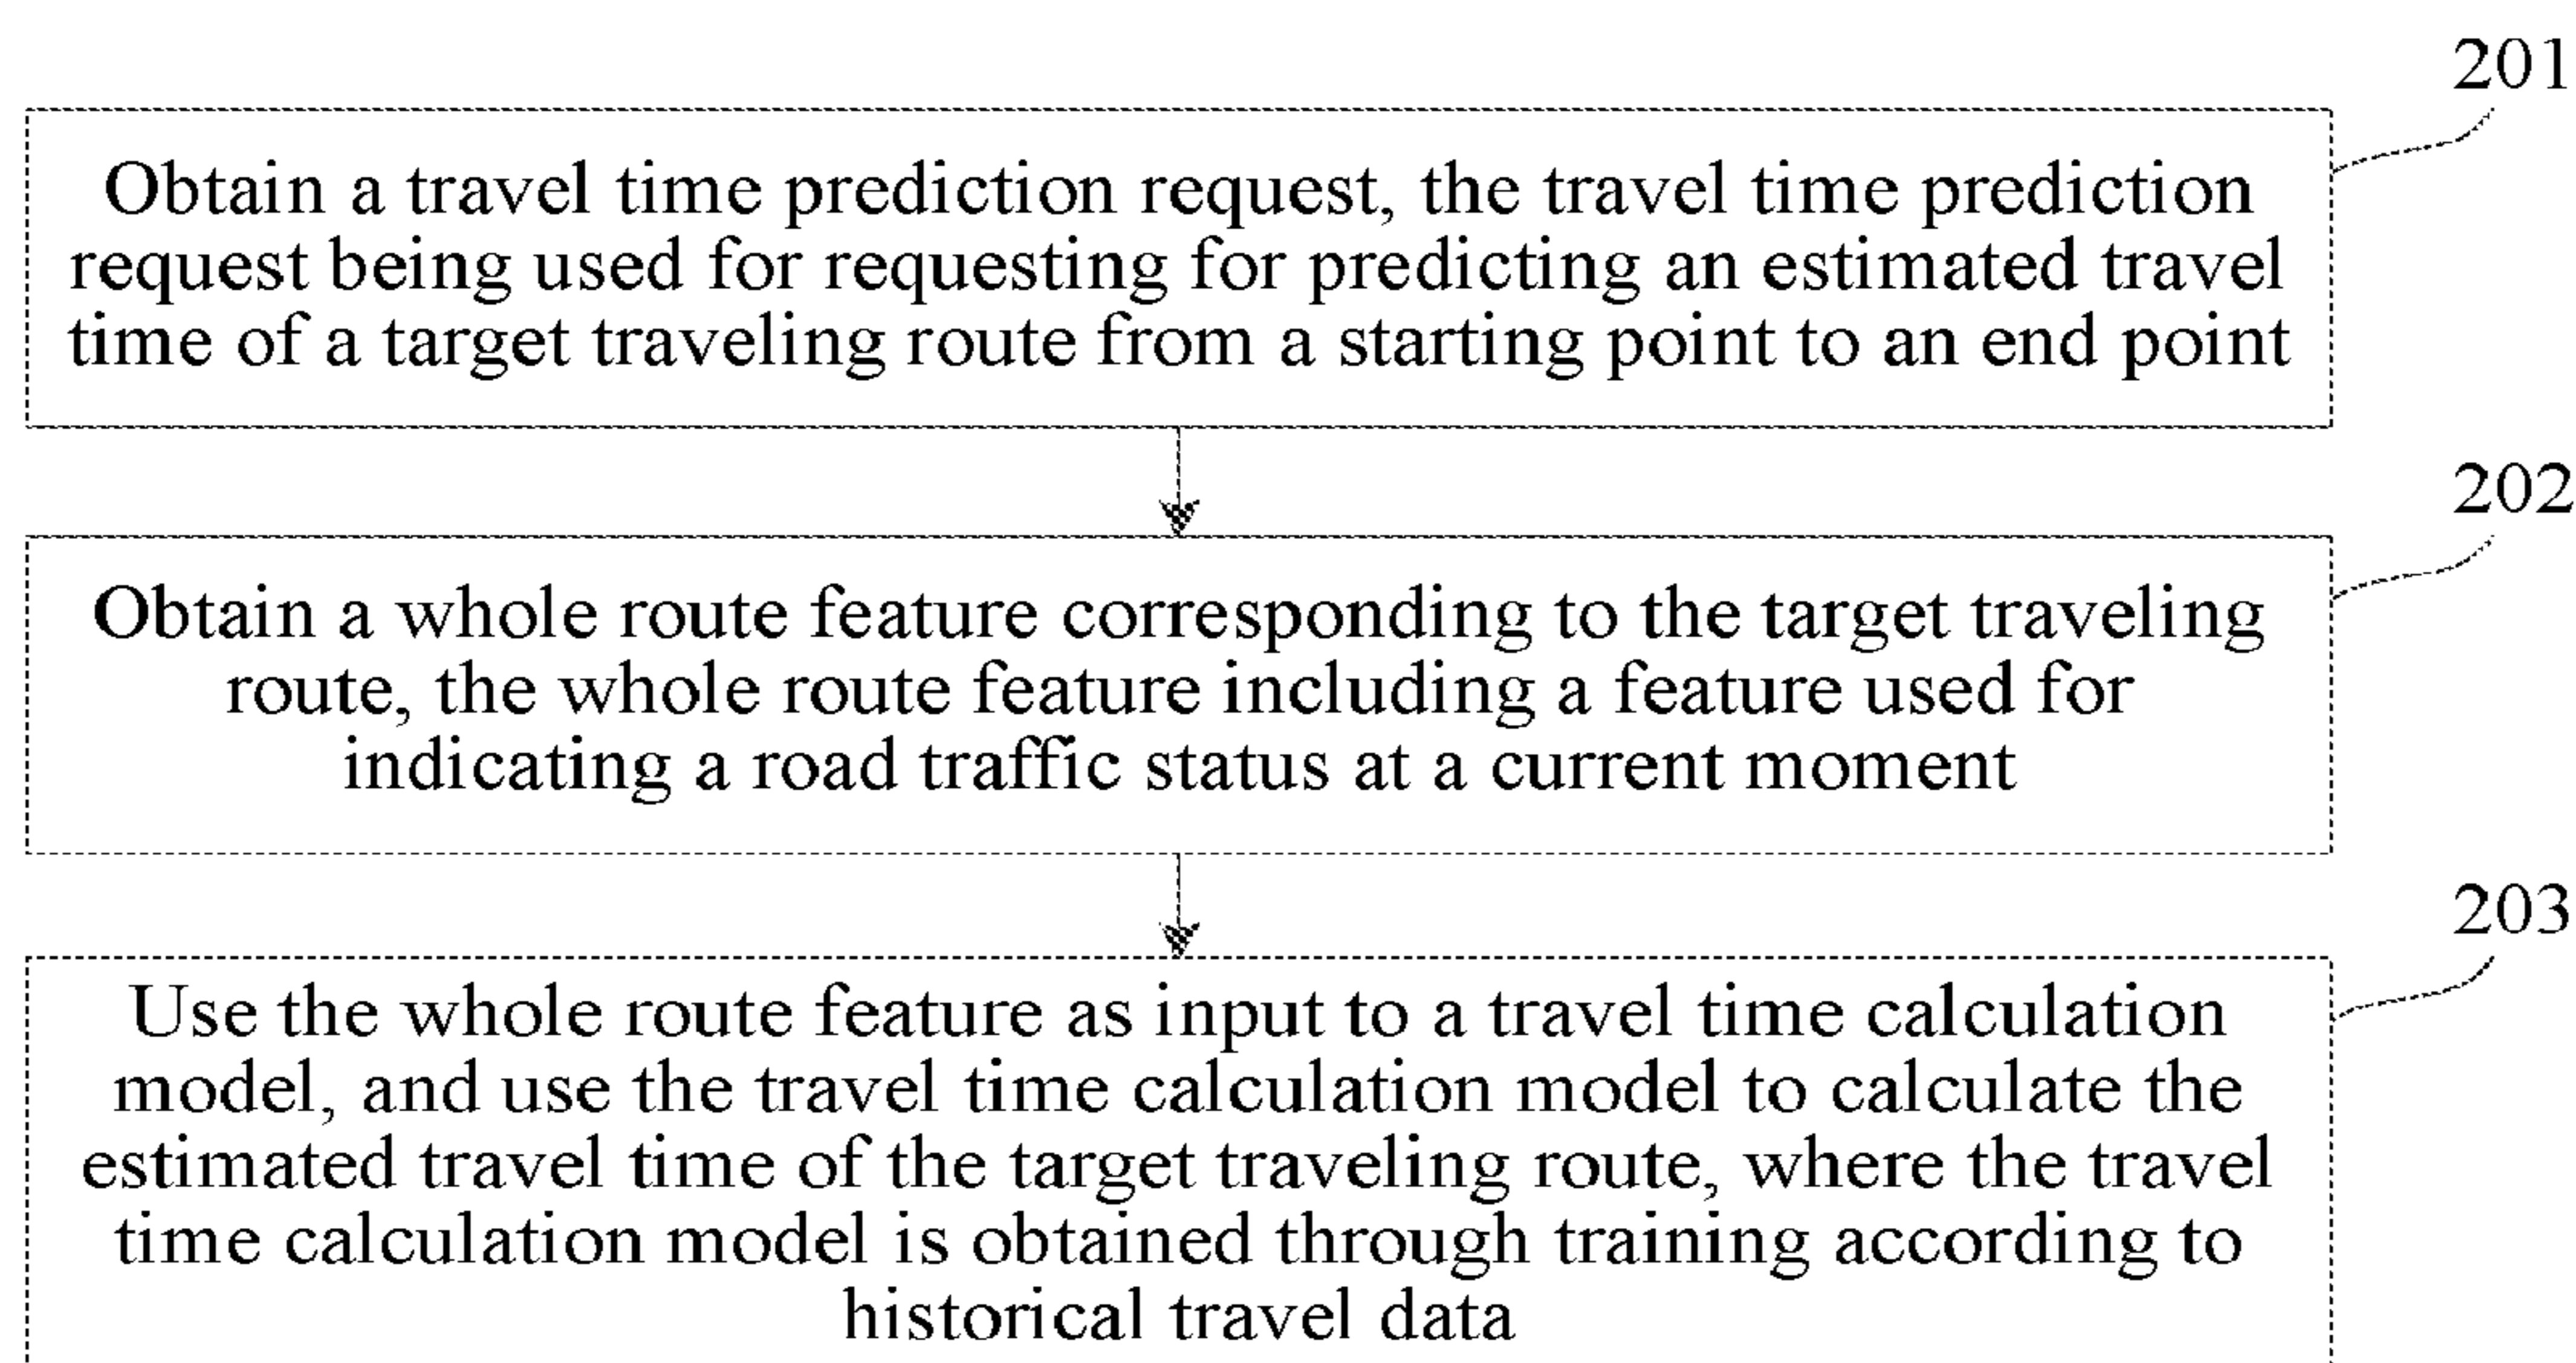 201
Obtain a travel time prediction request, the travel time prediction
request being used for requesting for predicting an estimated travel
time of a target traveling route from a starting point to an end point
202
Obtain a whole route feature corresponding to the target traveling
route, the whole route feature including a feature used for
indicating a road traffic status at a current moment
203
Use the whole route feature as input to a travel time calculation
model, and use the travel time calculation model to calculate the
estimated travel time of the target traveling route, where the travel
time calculation model is obtained through training according to
historical travel data